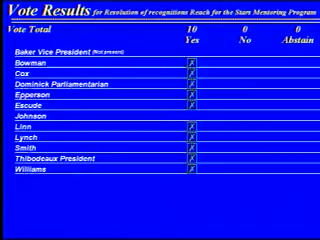 Vote Results for Resolution of recognitions Reach for the Stars Mentoring Program
Vote Total 10 0 0
Yes No Abstain
Baker Vice President (Not present)
Bowman
Cox
Dominick Parliamentarian
Epperson
Escude
Johnson
Linn
Lynch
Smith
Thibodeaux President
Williams